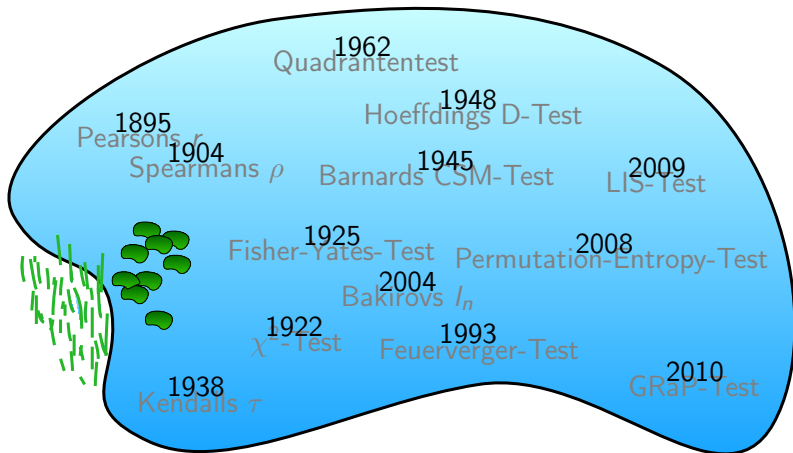 1962
Quadrantentest
1948
Hoeffdings D-Test
1895
Pearsons r
1904
Spearmans ρ
1945
Barnards CSM-Test
2009
LIS-Test
1925
Fisher-Yates-Test
2008
Permutation-Entropy-Test
2004
Bakirovs Iₙ
1922
χ²-Test
1993
Feuerverger-Test
2010
GRaP-Test
1938
Kendalls τ